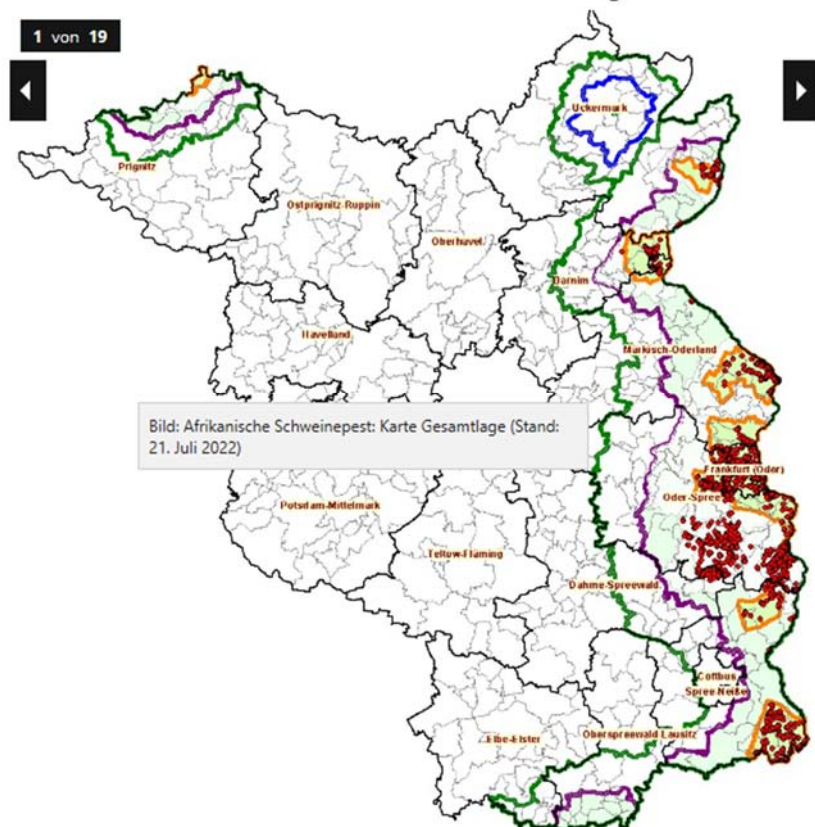 1 von 19
Uckermark
Prignitz
Ostprignitz-Ruppin
Oberhavel
Barnim
Havelland
Märkisch-Oderland
Bild: Afrikanische Schweinepest: Karte Gesamtlage (Stand:
21. Juli 2022)
Frankfurt (Oder)
Oder-Spree
Potsdam-Mittelmark
Teltow-Fläming
Dahme-Spreewald
Cottbus
Spree-Neiße
Elbe-Elster
Oberspreewald Lausitz